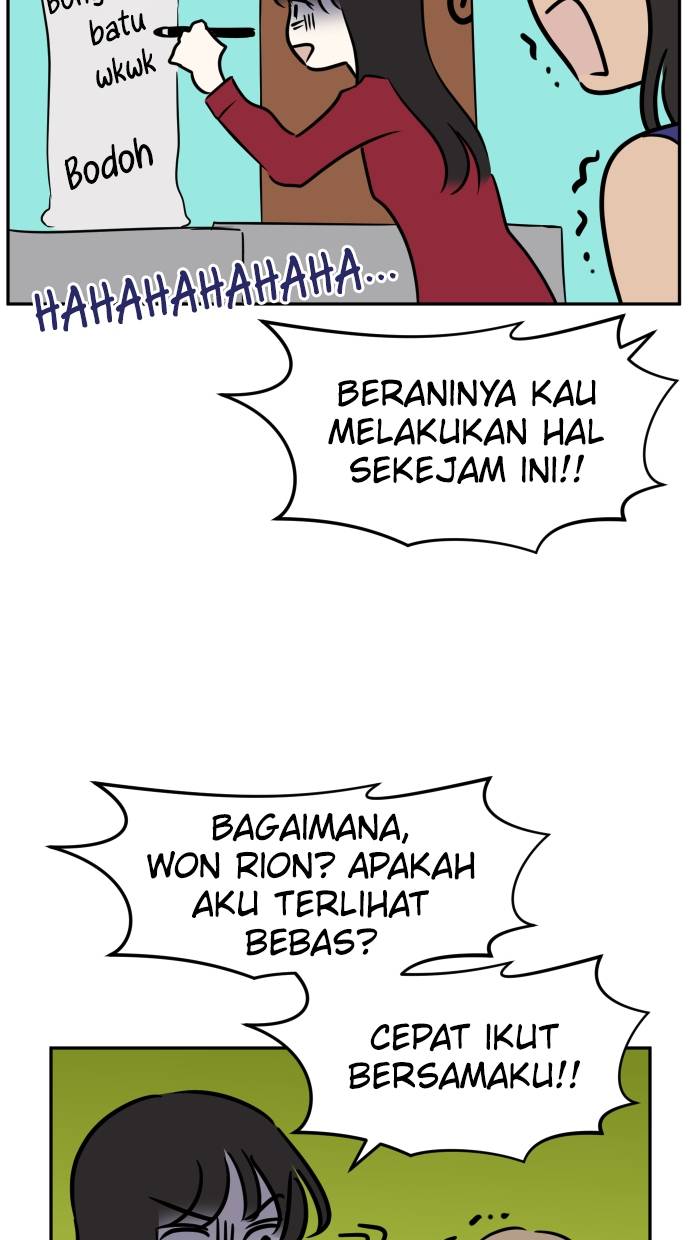 batu
wkwk
Bodoh
HAHAHAHAHAHA...
BERANINYA KAU
MELAKUKAN HAL
SEKEJAM INI!!
BAGAIMANA,
WON RION? APAKAH
AKU TERLIHAT
BEBAS?
CEPAT IKUT
BERSAMAKU!!